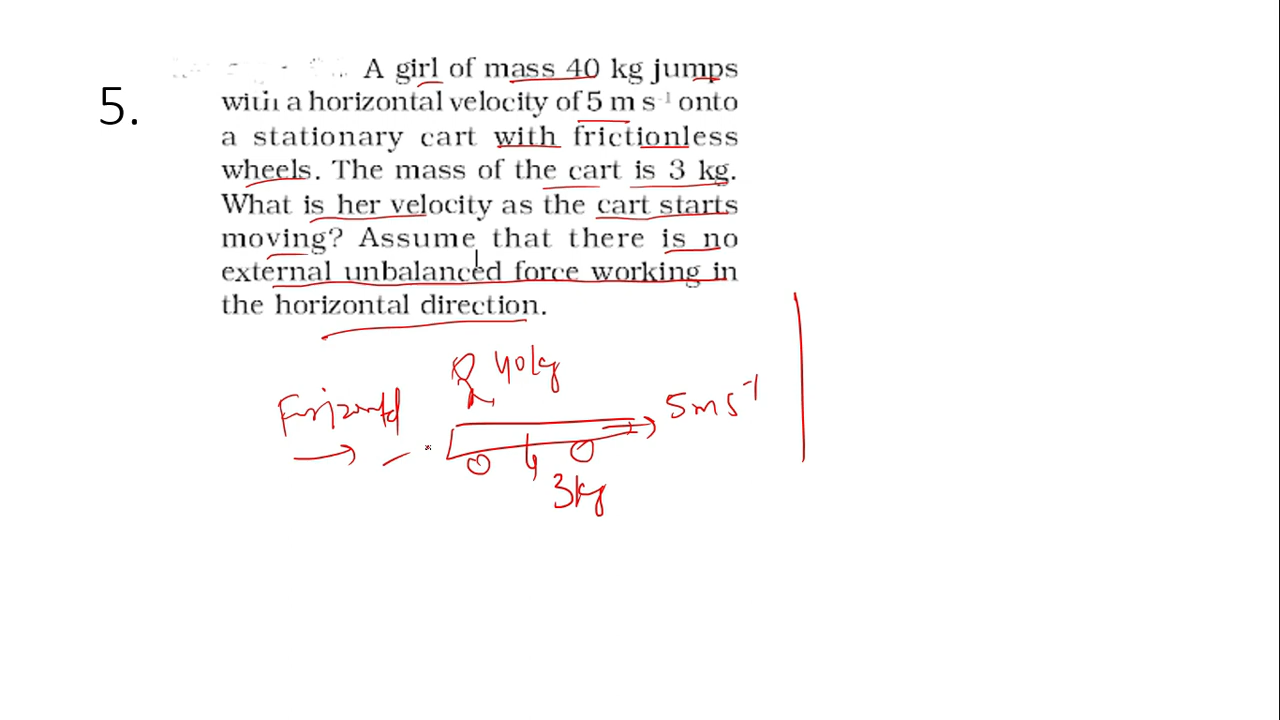 A girl of mass 40 kg jumps
5.
with a horizontal velocity of 5 m s⁻¹ onto
a stationary cart with frictionless
wheels. The mass of the cart is 3 kg.
What is her velocity as the cart starts
moving? Assume that there is no
external unbalanced force working in
the horizontal direction.
40kg
5ms⁻¹
3kg